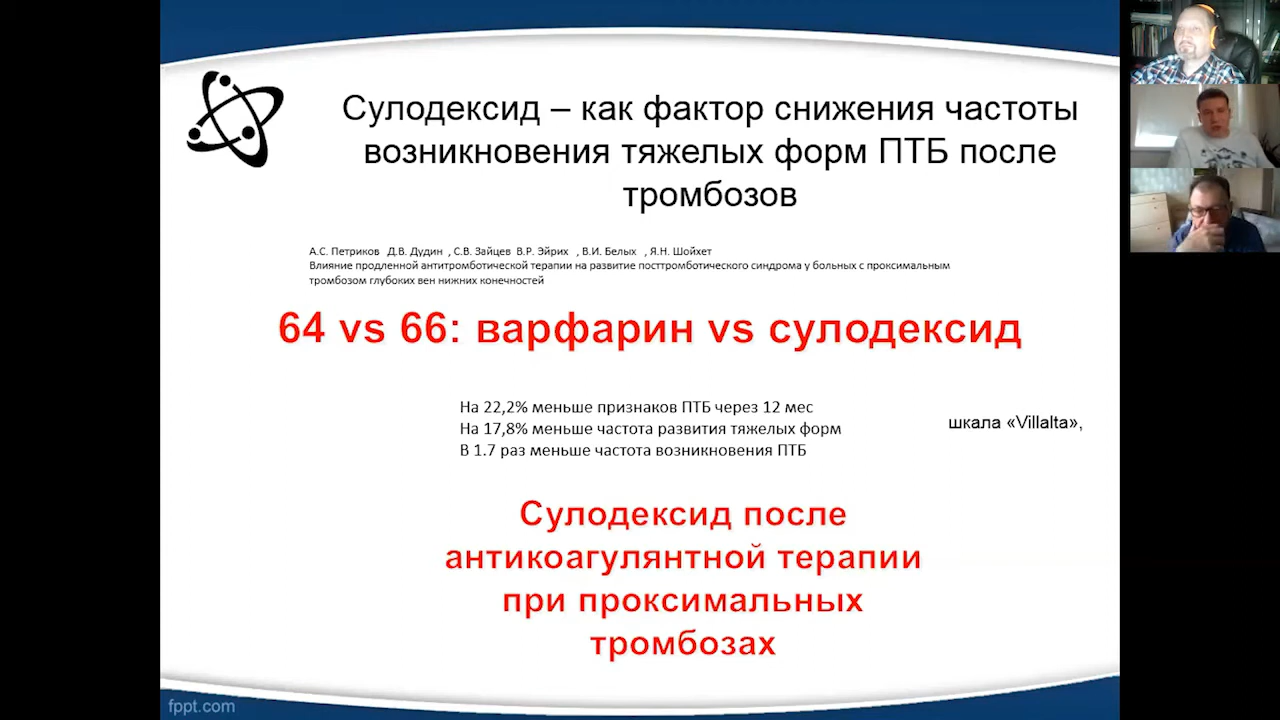 Сулодексид – как фактор снижения частоты
возникновения тяжелых форм ПТБ после
тромбозов
А.С. Петриков Д.В. Дудин , С.В. Зайцев В.Р. Эйрих , В.И. Белых , Я.Н. Шойхет
Влияние продленной антитромботической терапии на развитие посттромботического синдрома у больных с проксимальным
тромбозом глубоких вен нижних конечностей
64 vs 66: варфарин vs сулодексид
На 22,2% меньше признаков ПТБ через 12 мес
На 17,8% меньше частота развития тяжелых форм
В 1.7 раз меньше частота возникновения ПТБ
шкала «Villalta»,
Сулодексид после
антикоагулянтной терапии
при проксимальных
тромбозах
fppt.com